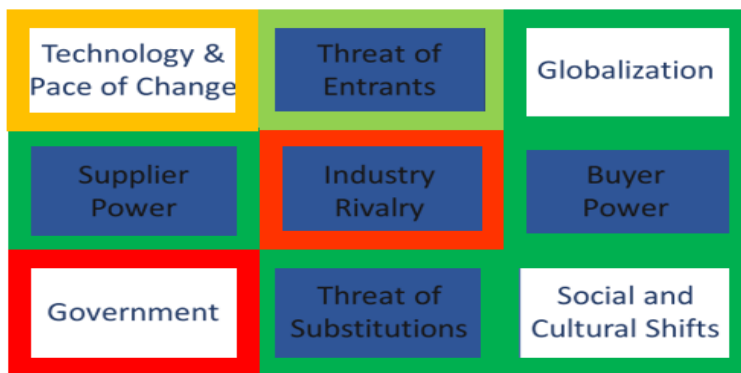 Technology &
Pace of Change
Threat of
Entrants
Globalization
Supplier
Power
Industry
Rivalry
Buyer
Power
Government
Threat of
Substitutions
Social and
Cultural Shifts